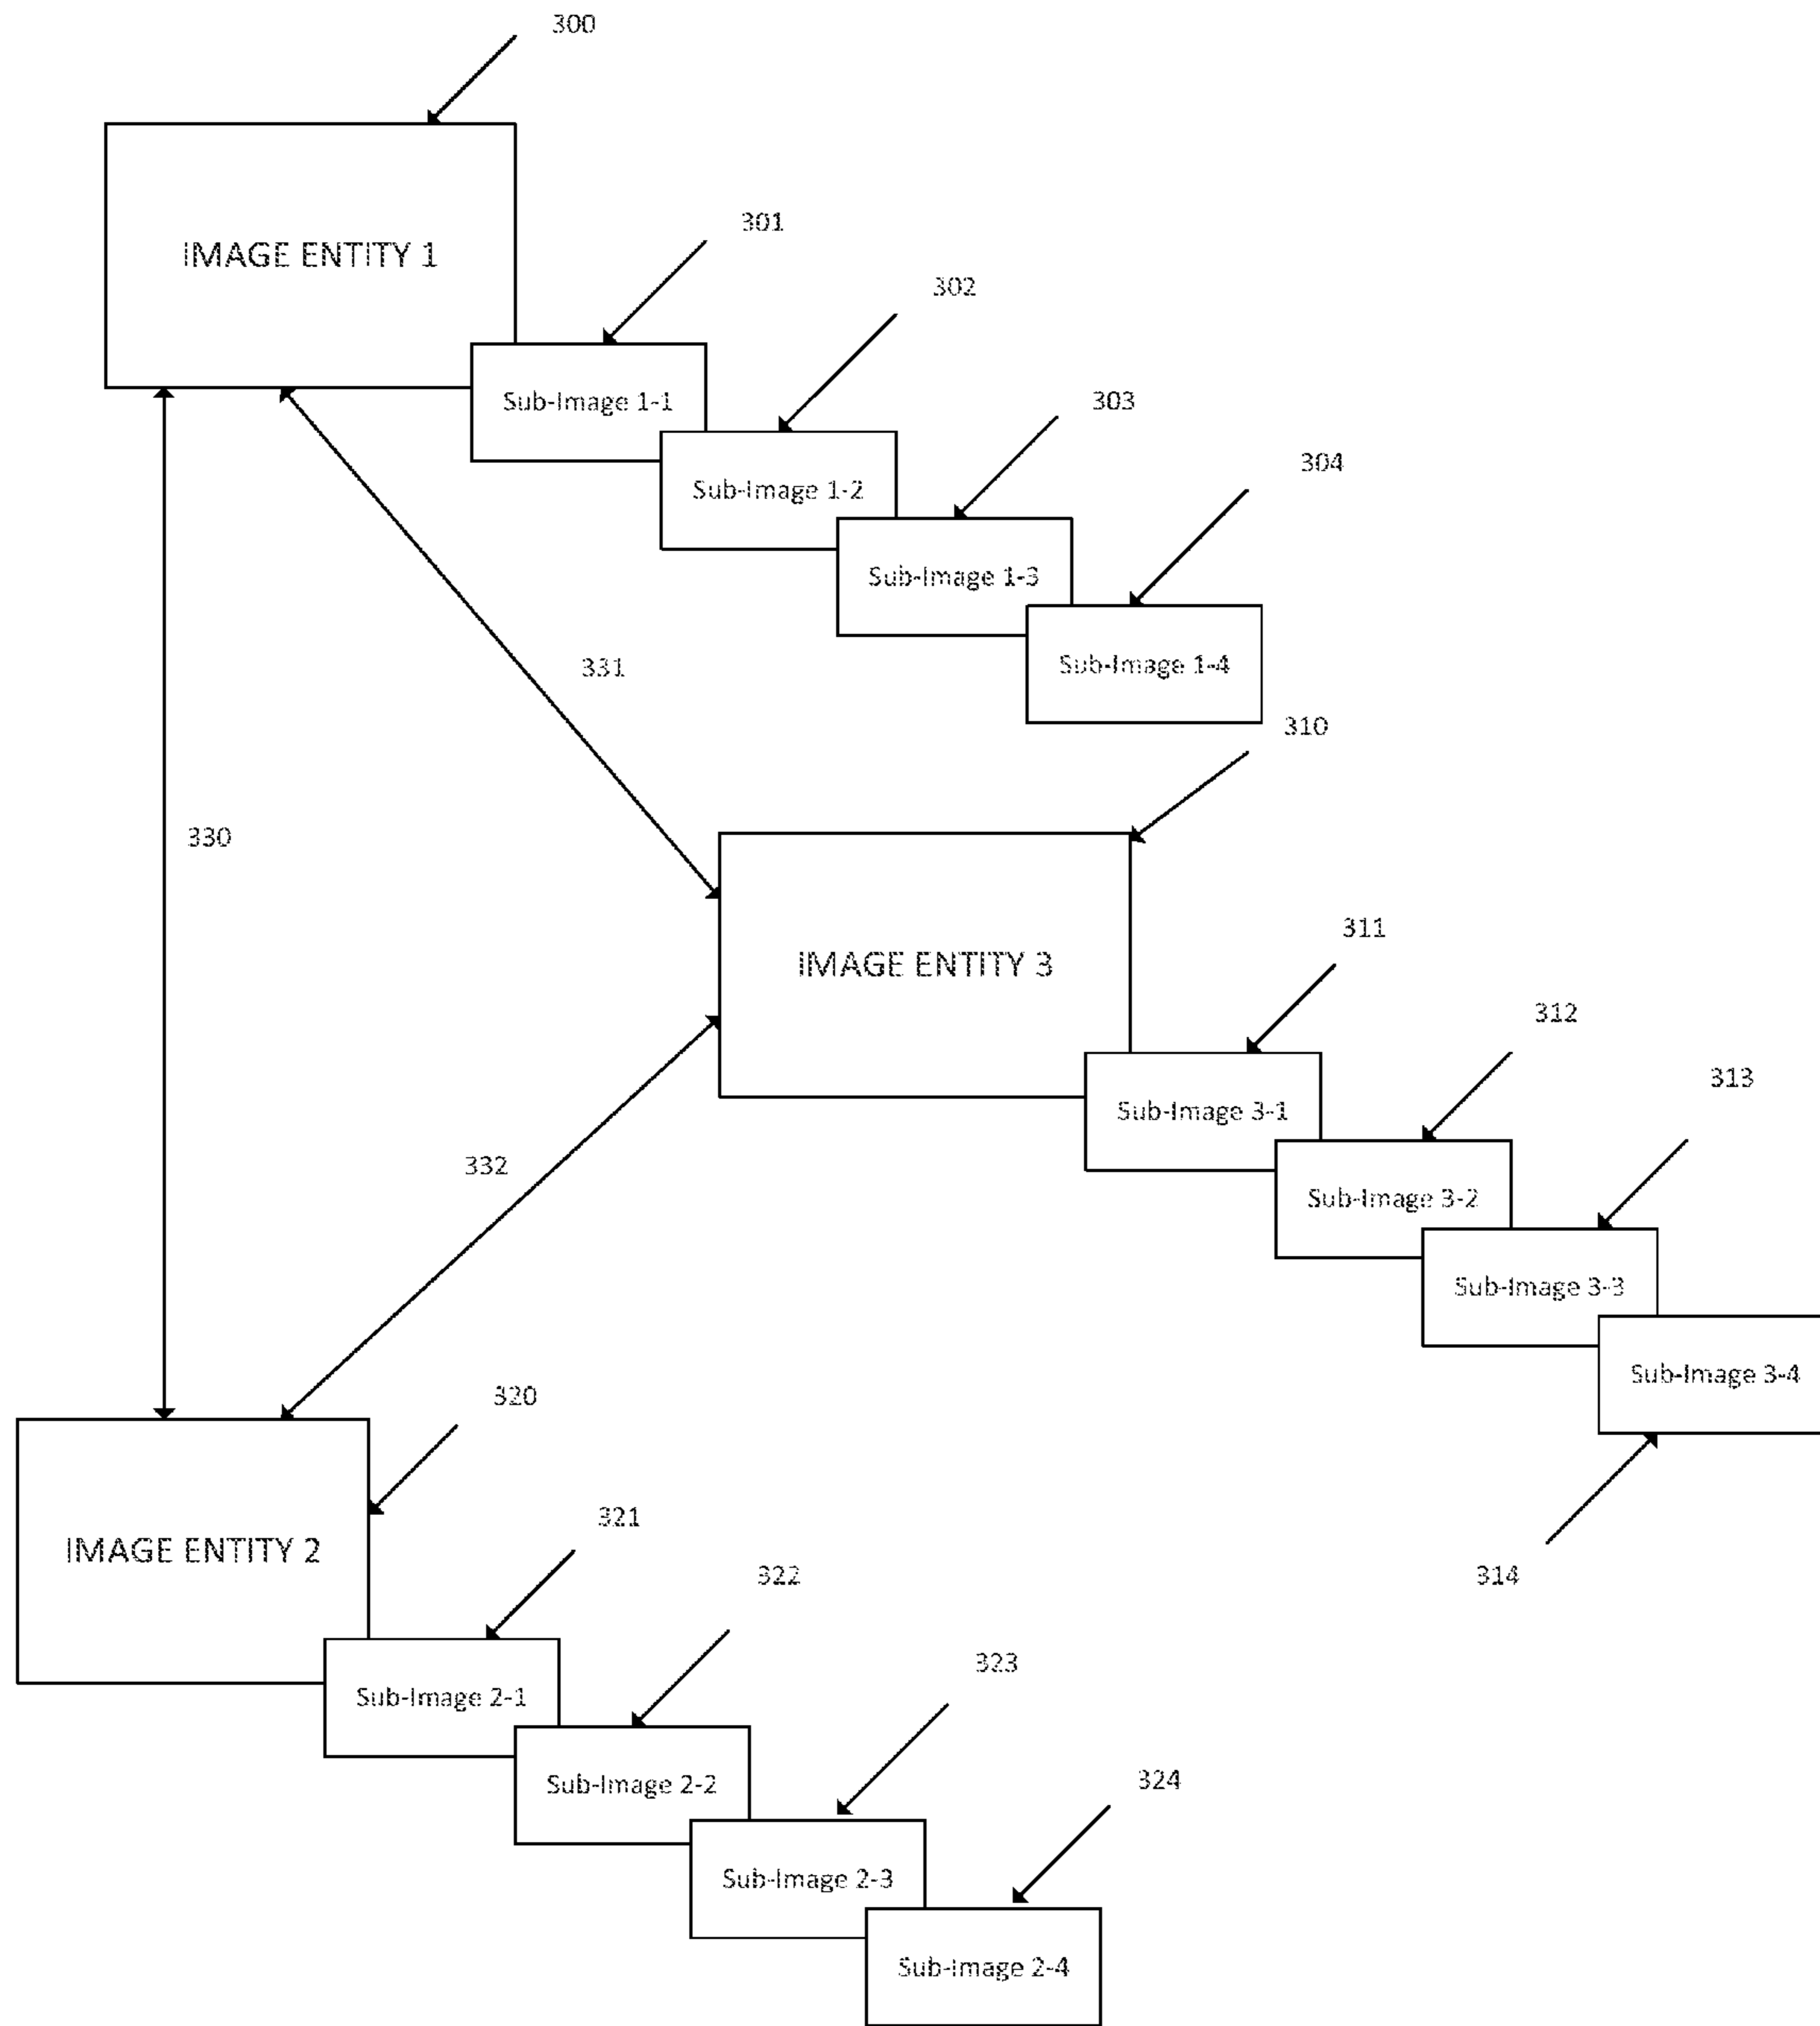 300
IMAGE ENTITY 1
301
Sub-Image 1-1
302
Sub-Image 1-2
303
Sub-Image 1-3
304
Sub-Image 1-4
331
310
330
IMAGE ENTITY 3
311
Sub-Image 3-1
312
Sub-Image 3-2
313
Sub-Image 3-3
Sub-Image 3-4
314
332
320
IMAGE ENTITY 2
321
Sub-Image 2-1
322
Sub-Image 2-2
323
Sub-Image 2-3
324
Sub-Image 2-4